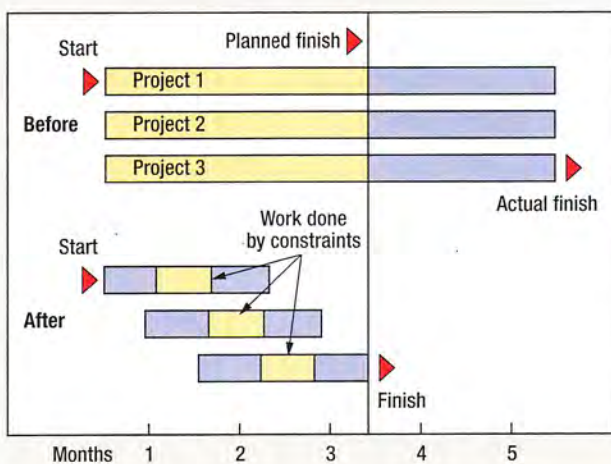 Planned finish
Start
Project 1
Before
Project 2
Project 3
Actual finish
Work done
by constraints
Start
After
Finish
Months 1 2 3 4 5